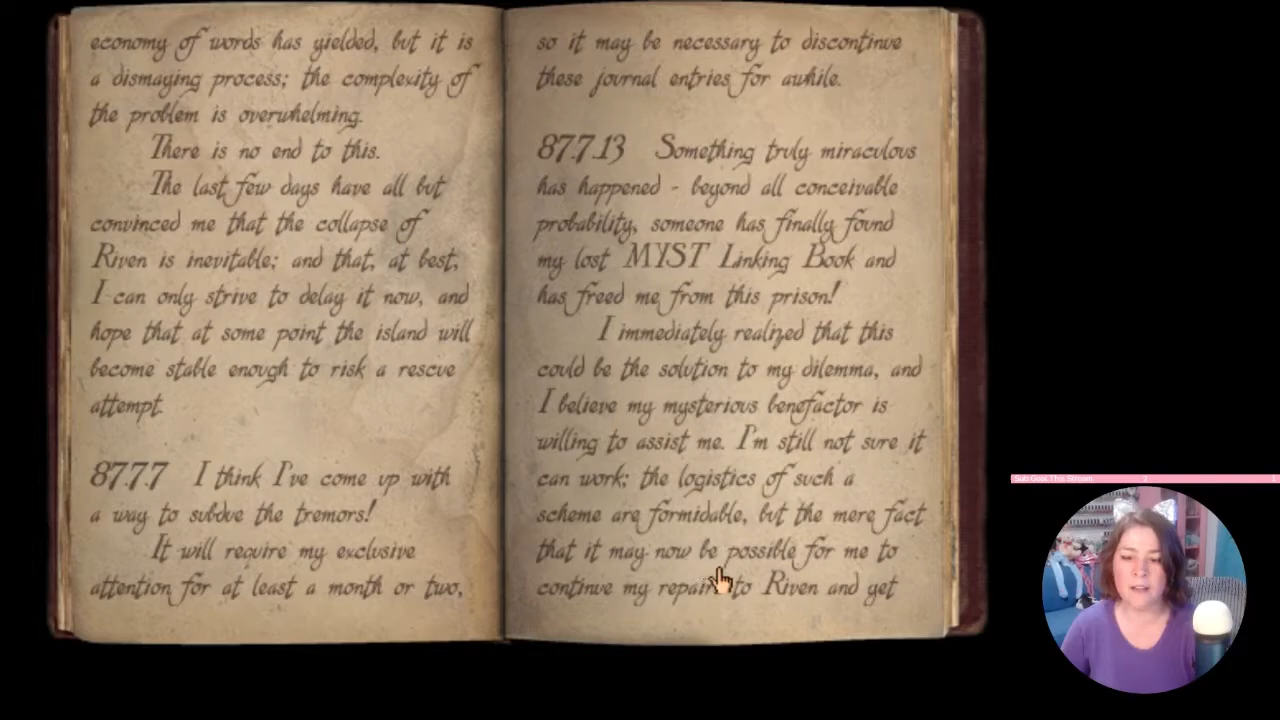 economy of words has yielded, but it is
a dismaying process; the complexity of
the problem is overwhelming.
There is no end to this.
The last few days have all but
convinced me that the collapse of
Riven is inevitable; and that, at best,
I can only strive to delay it now, and
hope that at some point the island will
become stable enough to risk a rescue
attempt.
87.7.7 I think I've come up with
a way to subdue the tremors!
It will require my exclusive
attention for at least a month or two,
so it may be necessary to discontinue
these journal entries for awhile.
87.7.13 Something truly miraculous
has happened - beyond all conceivable
probability, someone has finally found
my lost MYST Linking Book and
has freed me from this prison!
I immediately realized that this
could be the solution to my dilemma, and
I believe my mysterious benefactor is
willing to assist me. I'm still not sure it
can work; the logistics of such a
scheme are formidable, but the mere fact
that it may now be possible for me to
continue my repairs to Riven and yet
Sub Goal This Stream